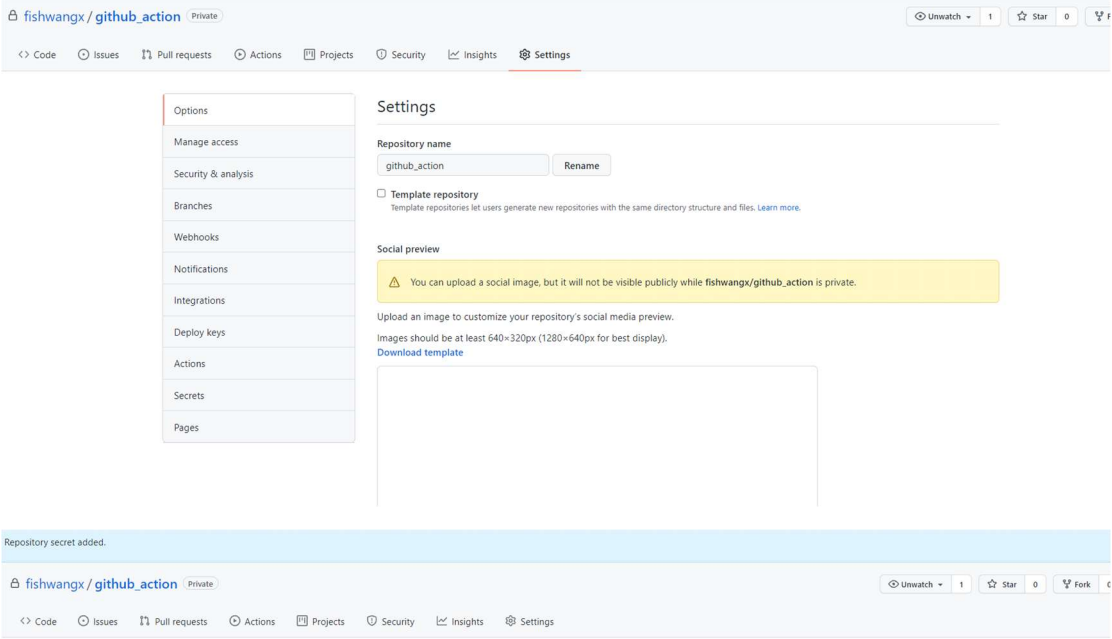 fishwangx / github_action Private Unwatch 1 Star 0
Code Issues Pull requests Actions Projects Security Insights Settings
Options
Manage access
Security & analysis
Branches
Webhooks
Notifications
Integrations
Deploy keys
Actions
Secrets
Pages
Settings
Repository name
github_action Rename
Template repository
Template repositories let users generate new repositories with the same directory structure and files. Learn more.
Social preview
You can upload a social image, but it will not be visible publicly while fishwangx/github_action is private.
Upload an image to customize your repository's social media preview.
Images should be at least 640×320px (1280×640px for best display).
Download template
Repository secret added.
fishwangx / github_action Private Unwatch 1 Star 0 Fork
Code Issues Pull requests Actions Projects Security Insights Settings